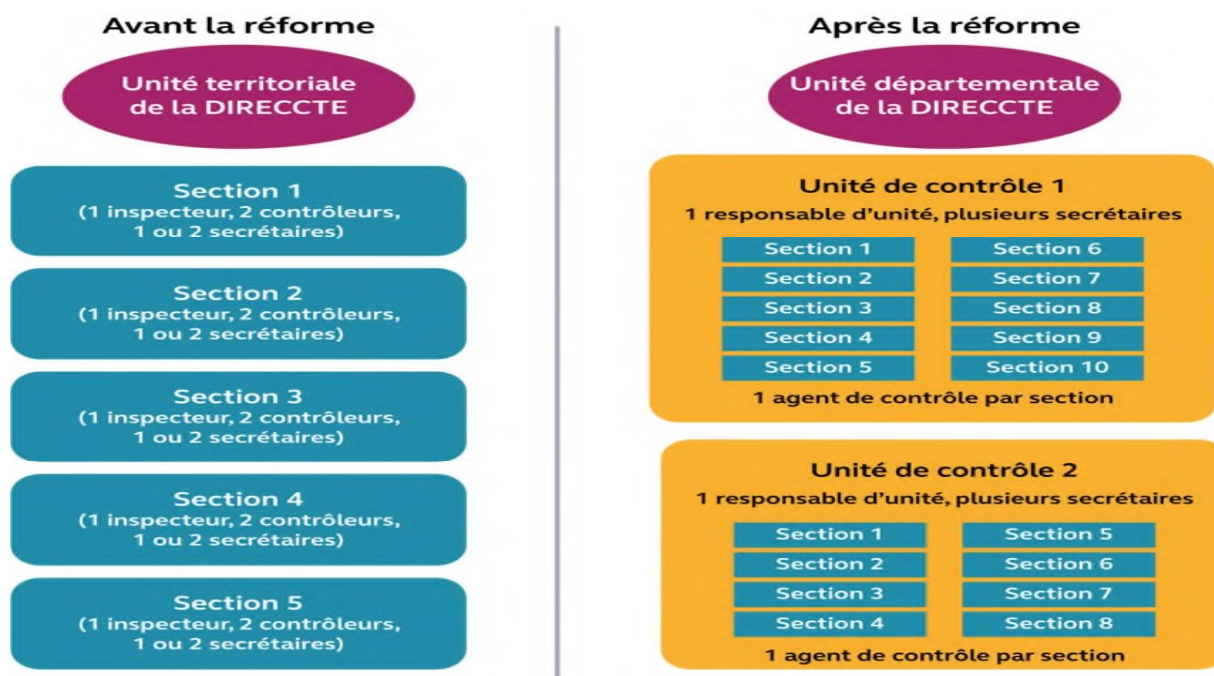 Avant la réforme
Unité territoriale
de la DIRECCTE
Section 1
(1 inspecteur, 2 contrôleurs,
1 ou 2 secrétaires)
Section 2
(1 inspecteur, 2 contrôleurs,
1 ou 2 secrétaires)
Section 3
(1 inspecteur, 2 contrôleurs,
1 ou 2 secrétaires)
Section 4
(1 inspecteur, 2 contrôleurs,
1 ou 2 secrétaires)
Section 5
(1 inspecteur, 2 contrôleurs,
1 ou 2 secrétaires)
Après la réforme
Unité départementale
de la DIRECCTE
Unité de contrôle 1
1 responsable d'unité, plusieurs secrétaires
Section 1
Section 2
Section 3
Section 4
Section 5
Section 6
Section 7
Section 8
Section 9
Section 10
1 agent de contrôle par section
Unité de contrôle 2
1 responsable d'unité, plusieurs secrétaires
Section 1
Section 2
Section 3
Section 4
Section 5
Section 6
Section 7
Section 8
1 agent de contrôle par section